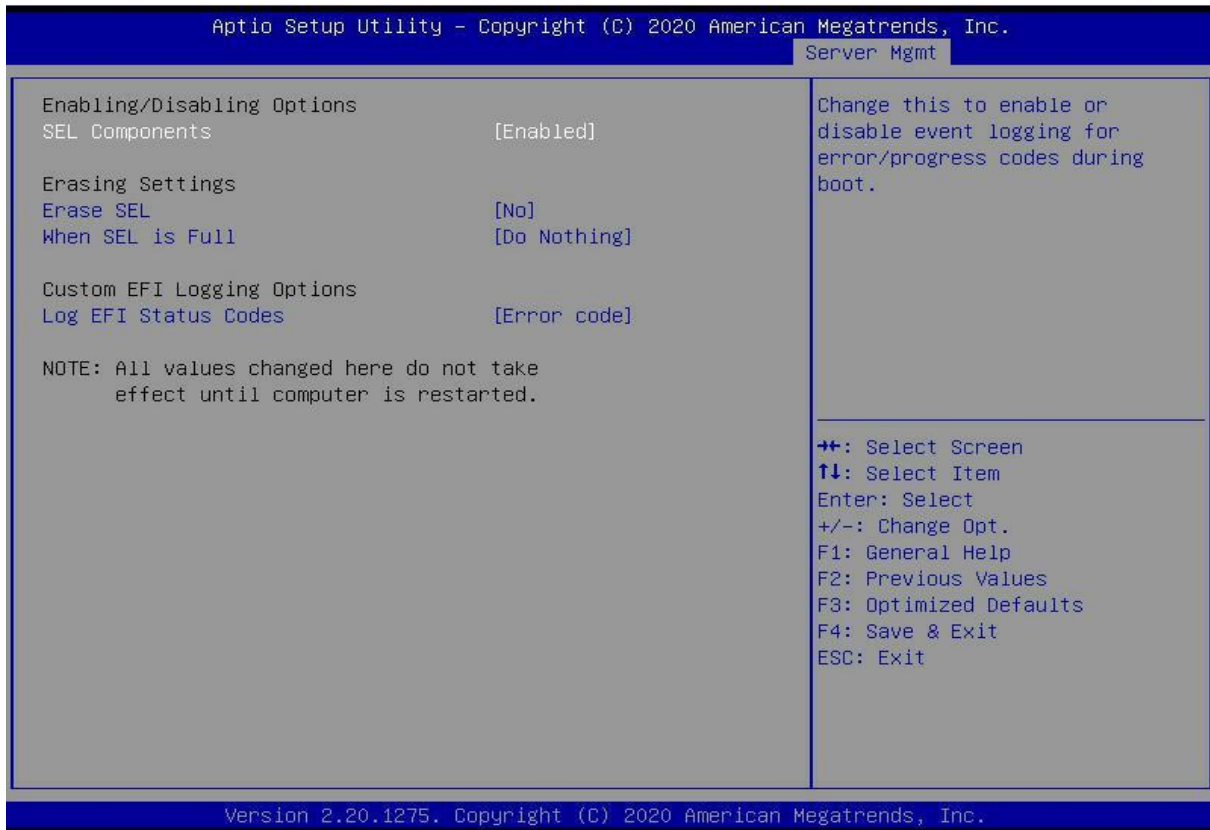 Aptio Setup Utility – Copyright (C) 2020 American Megatrends, Inc.
Server Mgmt
Enabling/Disabling Options
SEL Components [Enabled]
Erasing Settings
Erase SEL [No]
When SEL is Full [Do Nothing]
Custom EFI Logging Options
Log EFI Status Codes [Error code]
NOTE: All values changed here do not take
effect until computer is restarted.
Change this to enable or
disable event logging for
error/progress codes during
boot.
→←: Select Screen
↑↓: Select Item
Enter: Select
+/-: Change Opt.
F1: General Help
F2: Previous Values
F3: Optimized Defaults
F4: Save & Exit
ESC: Exit
Version 2.20.1275. Copyright (C) 2020 American Megatrends, Inc.